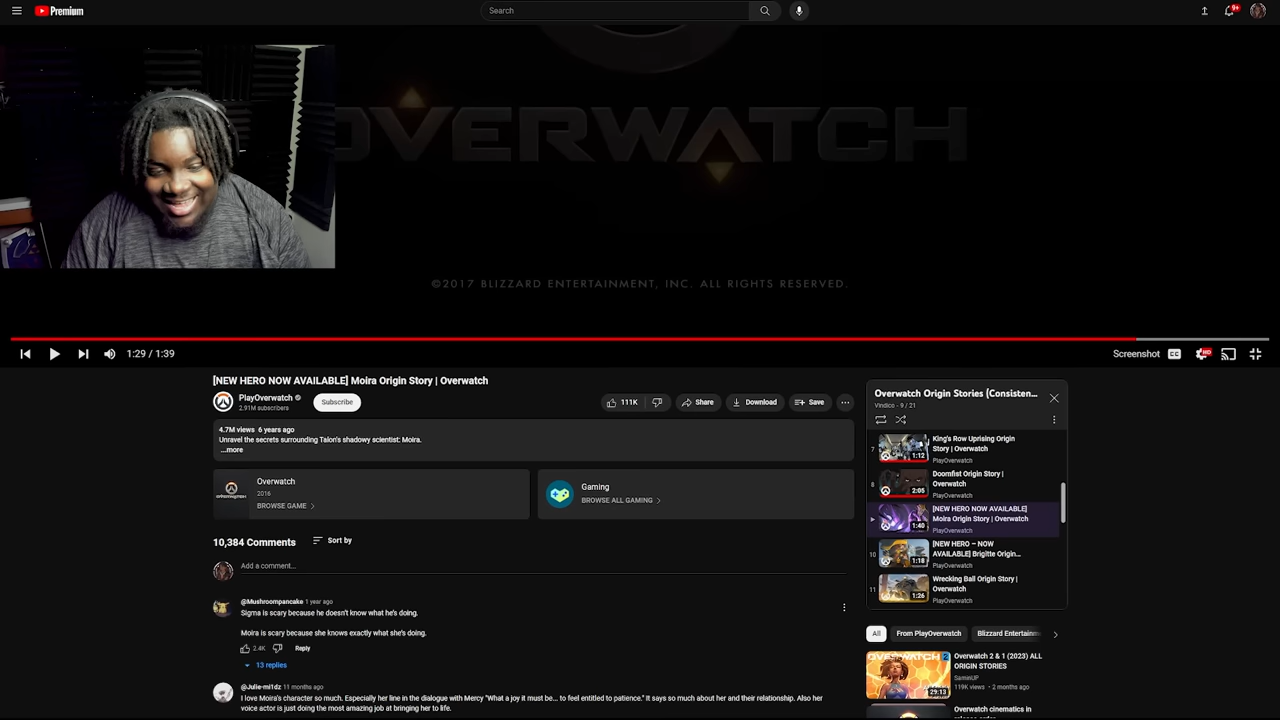 Premium
Search
9+
OVERWATCH
©2017 BLIZZARD ENTERTAINMENT, INC. ALL RIGHTS RESERVED.
1:29 / 1:39
Screenshot
CC
HD
[NEW HERO NOW AVAILABLE] Moira Origin Story | Overwatch
PlayOverwatch
2.91M subscribers
Subscribe
111K
Share
Download
Save
4.7M views 6 years ago
Unravel the secrets surrounding Talon's shadowy scientist: Moira.
...more
Overwatch
2016
BROWSE GAME
Gaming
BROWSE ALL GAMING
10,384 Comments
Sort by
Add a comment...
@Mushroompancake 1 year ago
Sigma is scary because he doesn't know what he's doing.
Moira is scary because she knows exactly what she's doing.
2.4K
Reply
13 replies
@Julie-mi1dz 11 months ago
I love Moira's character so much. Especially her line in the dialogue with Mercy "What a joy it must be... to feel entitled to patience." It says so much about her and their relationship. Also her
voice actor is just doing the most amazing job at bringing her to life.
Overwatch Origin Stories [Consisten...
Vindico - 9 / 21
7
1:12
King's Row Uprising Origin
Story | Overwatch
PlayOverwatch
8
2:05
Doomfist Origin Story |
Overwatch
PlayOverwatch
1:40
[NEW HERO NOW AVAILABLE]
Moira Origin Story | Overwatch
PlayOverwatch
10
1:18
[NEW HERO – NOW
AVAILABLE] Brigitte Origin...
PlayOverwatch
11
1:26
Wrecking Ball Origin Story |
Overwatch
PlayOverwatch
All
From PlayOverwatch
Blizzard Entertainm
OVERWATCH 2
29:13
Overwatch 2 & 1 (2023) ALL
ORIGIN STORIES
SaminUP
119K views • 2 months ago
Overwatch cinematics in